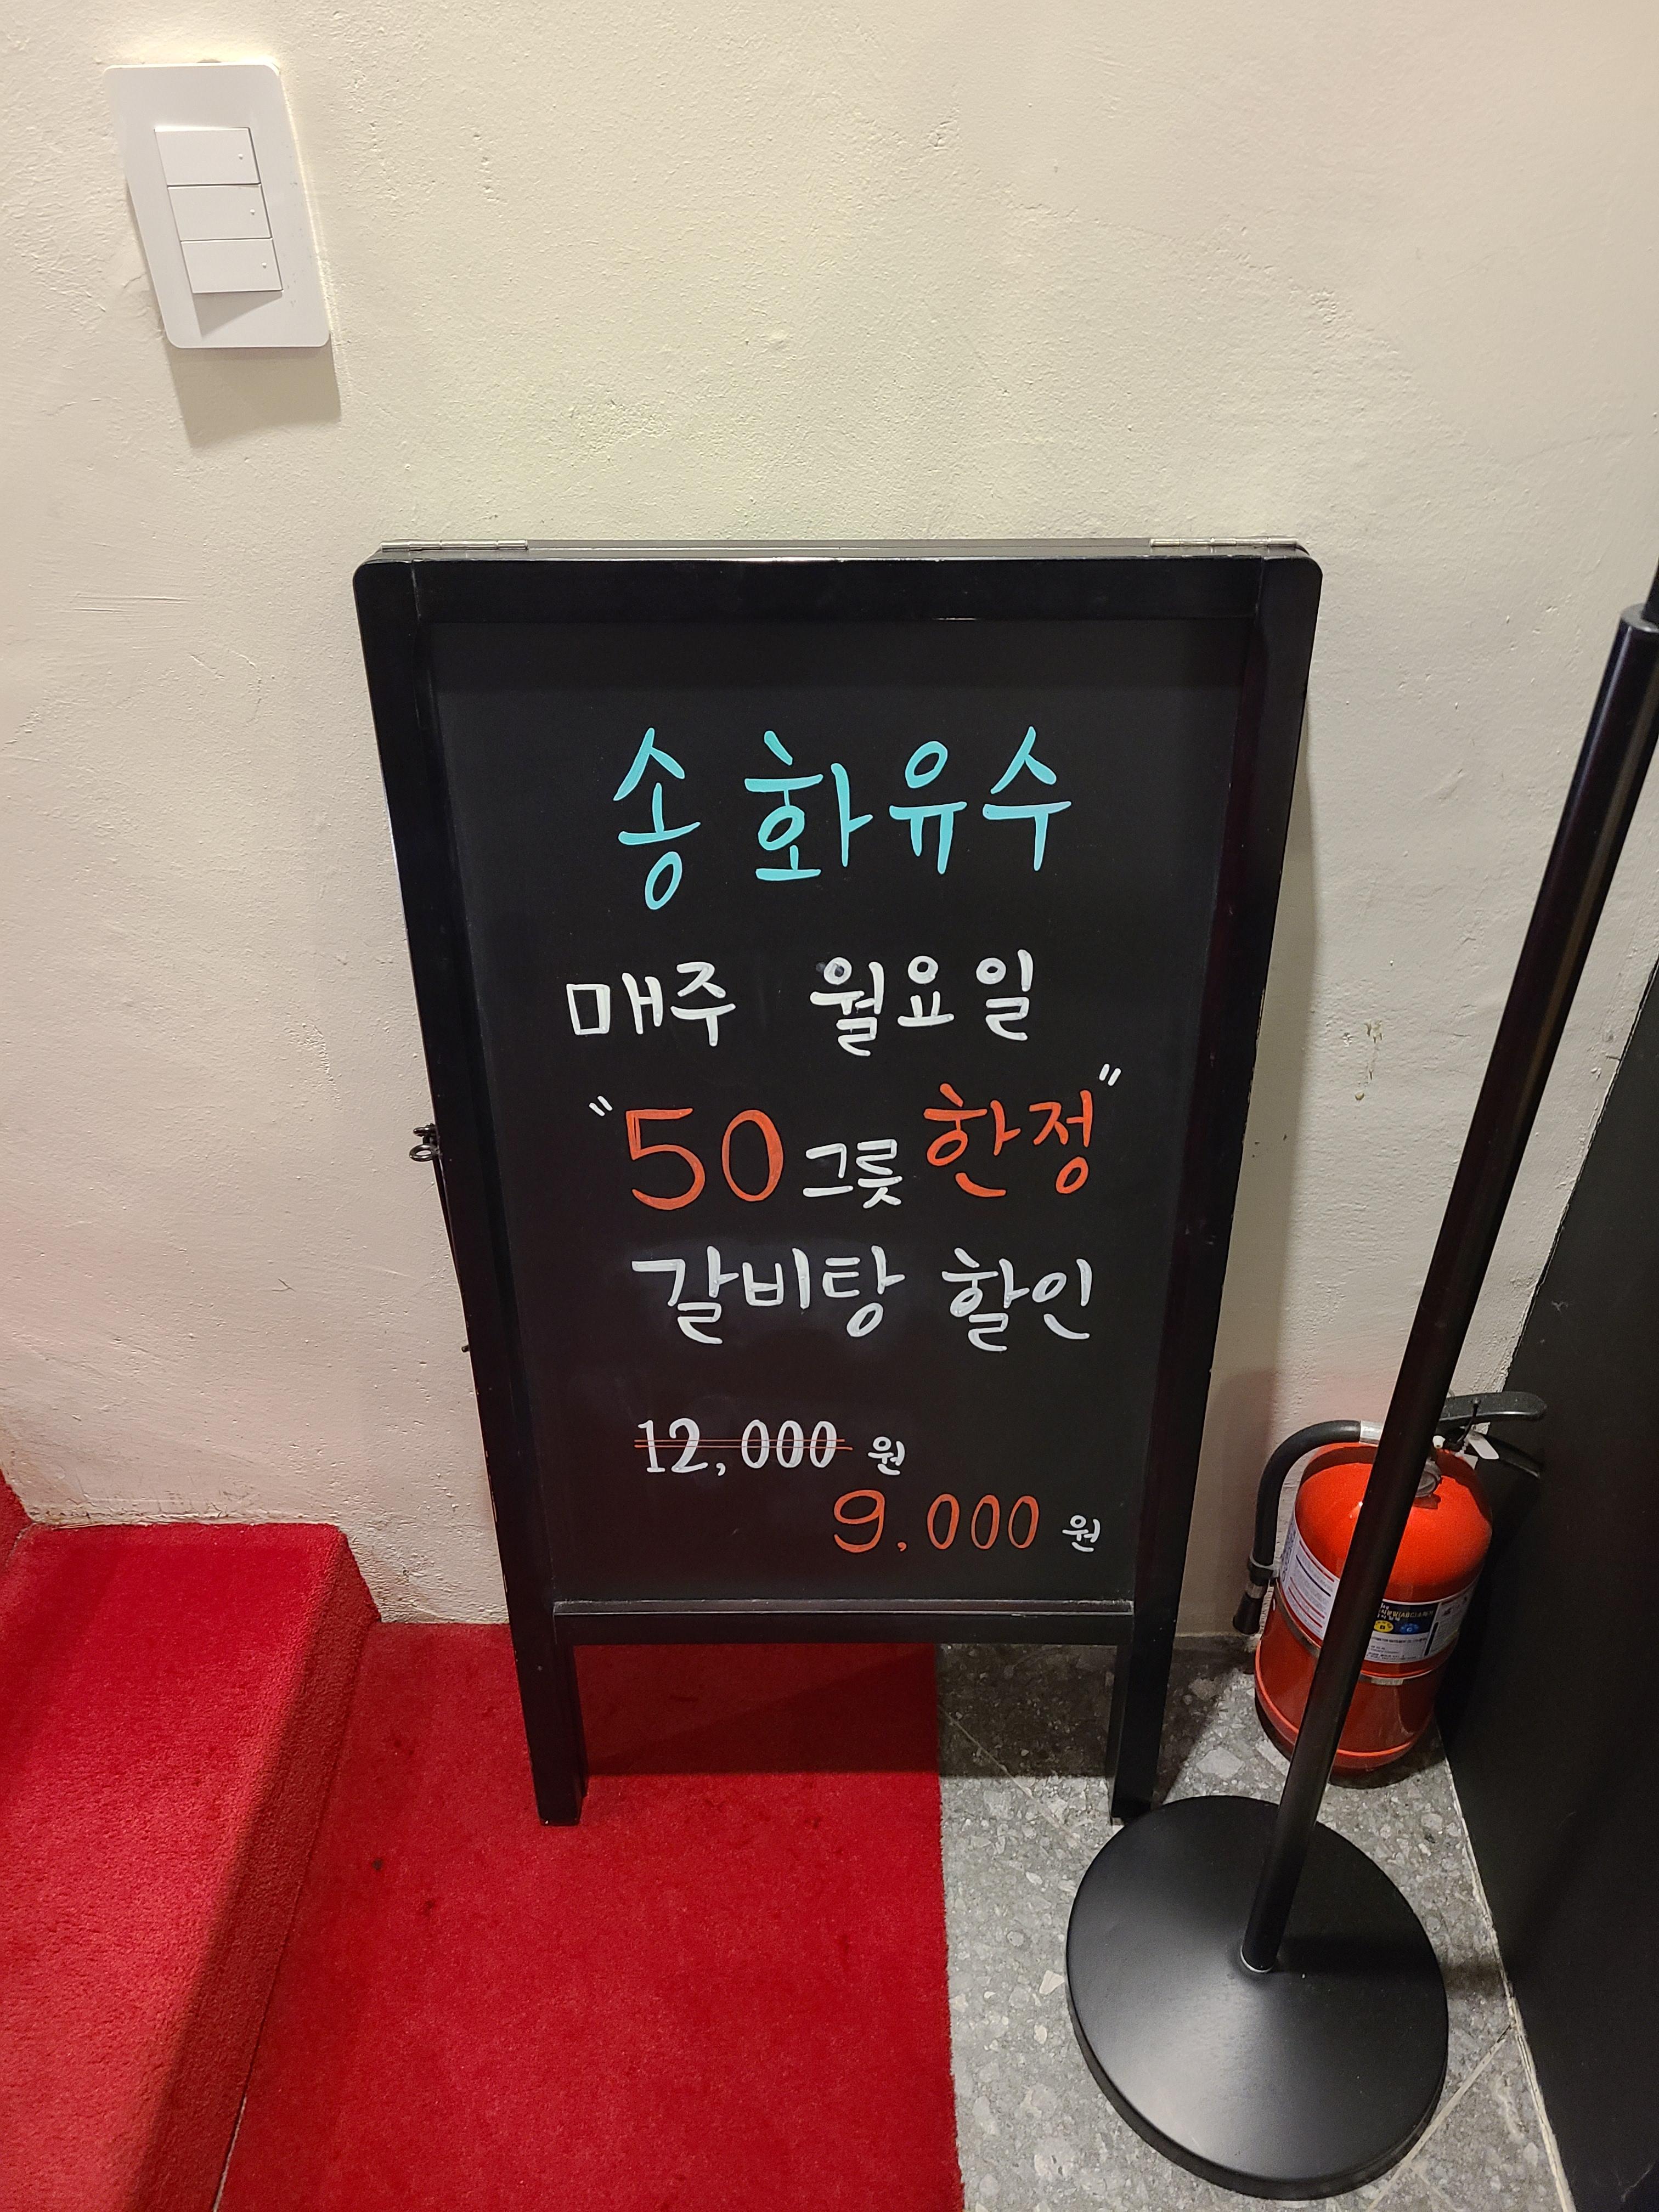 송화유수
매주 월요일
"50그릇 한정"
갈비탕 할인
12,000 원
9,000 원